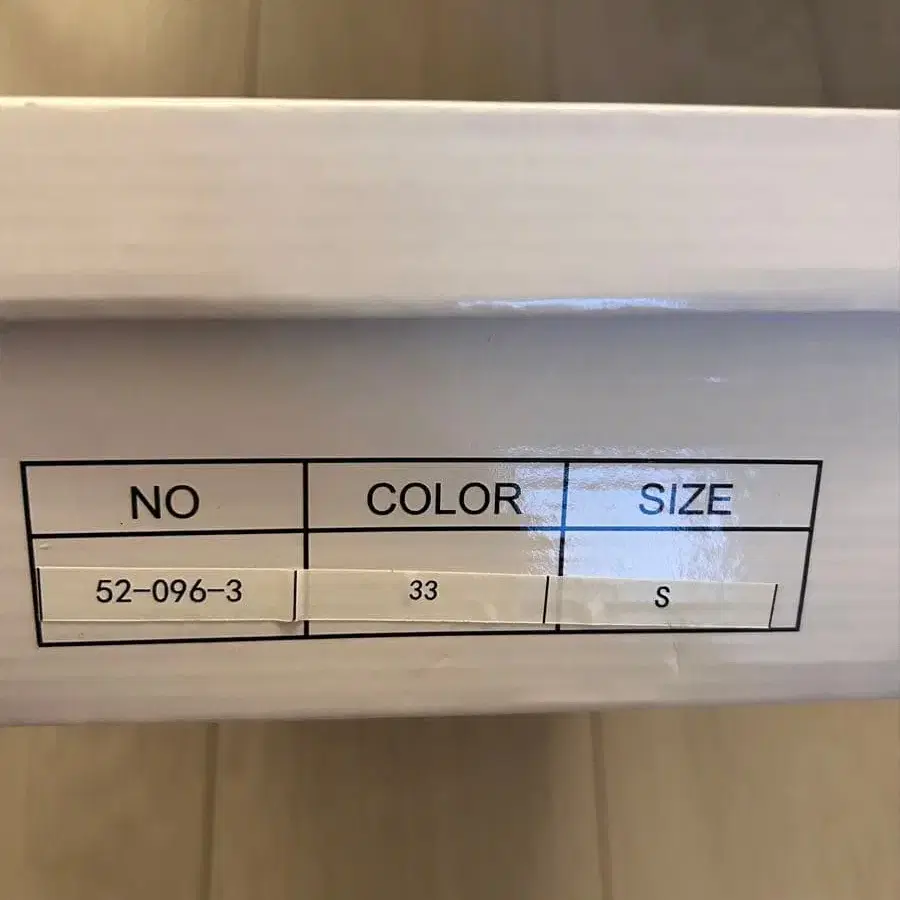 NO COLOR SIZE
52-096-3 33 S